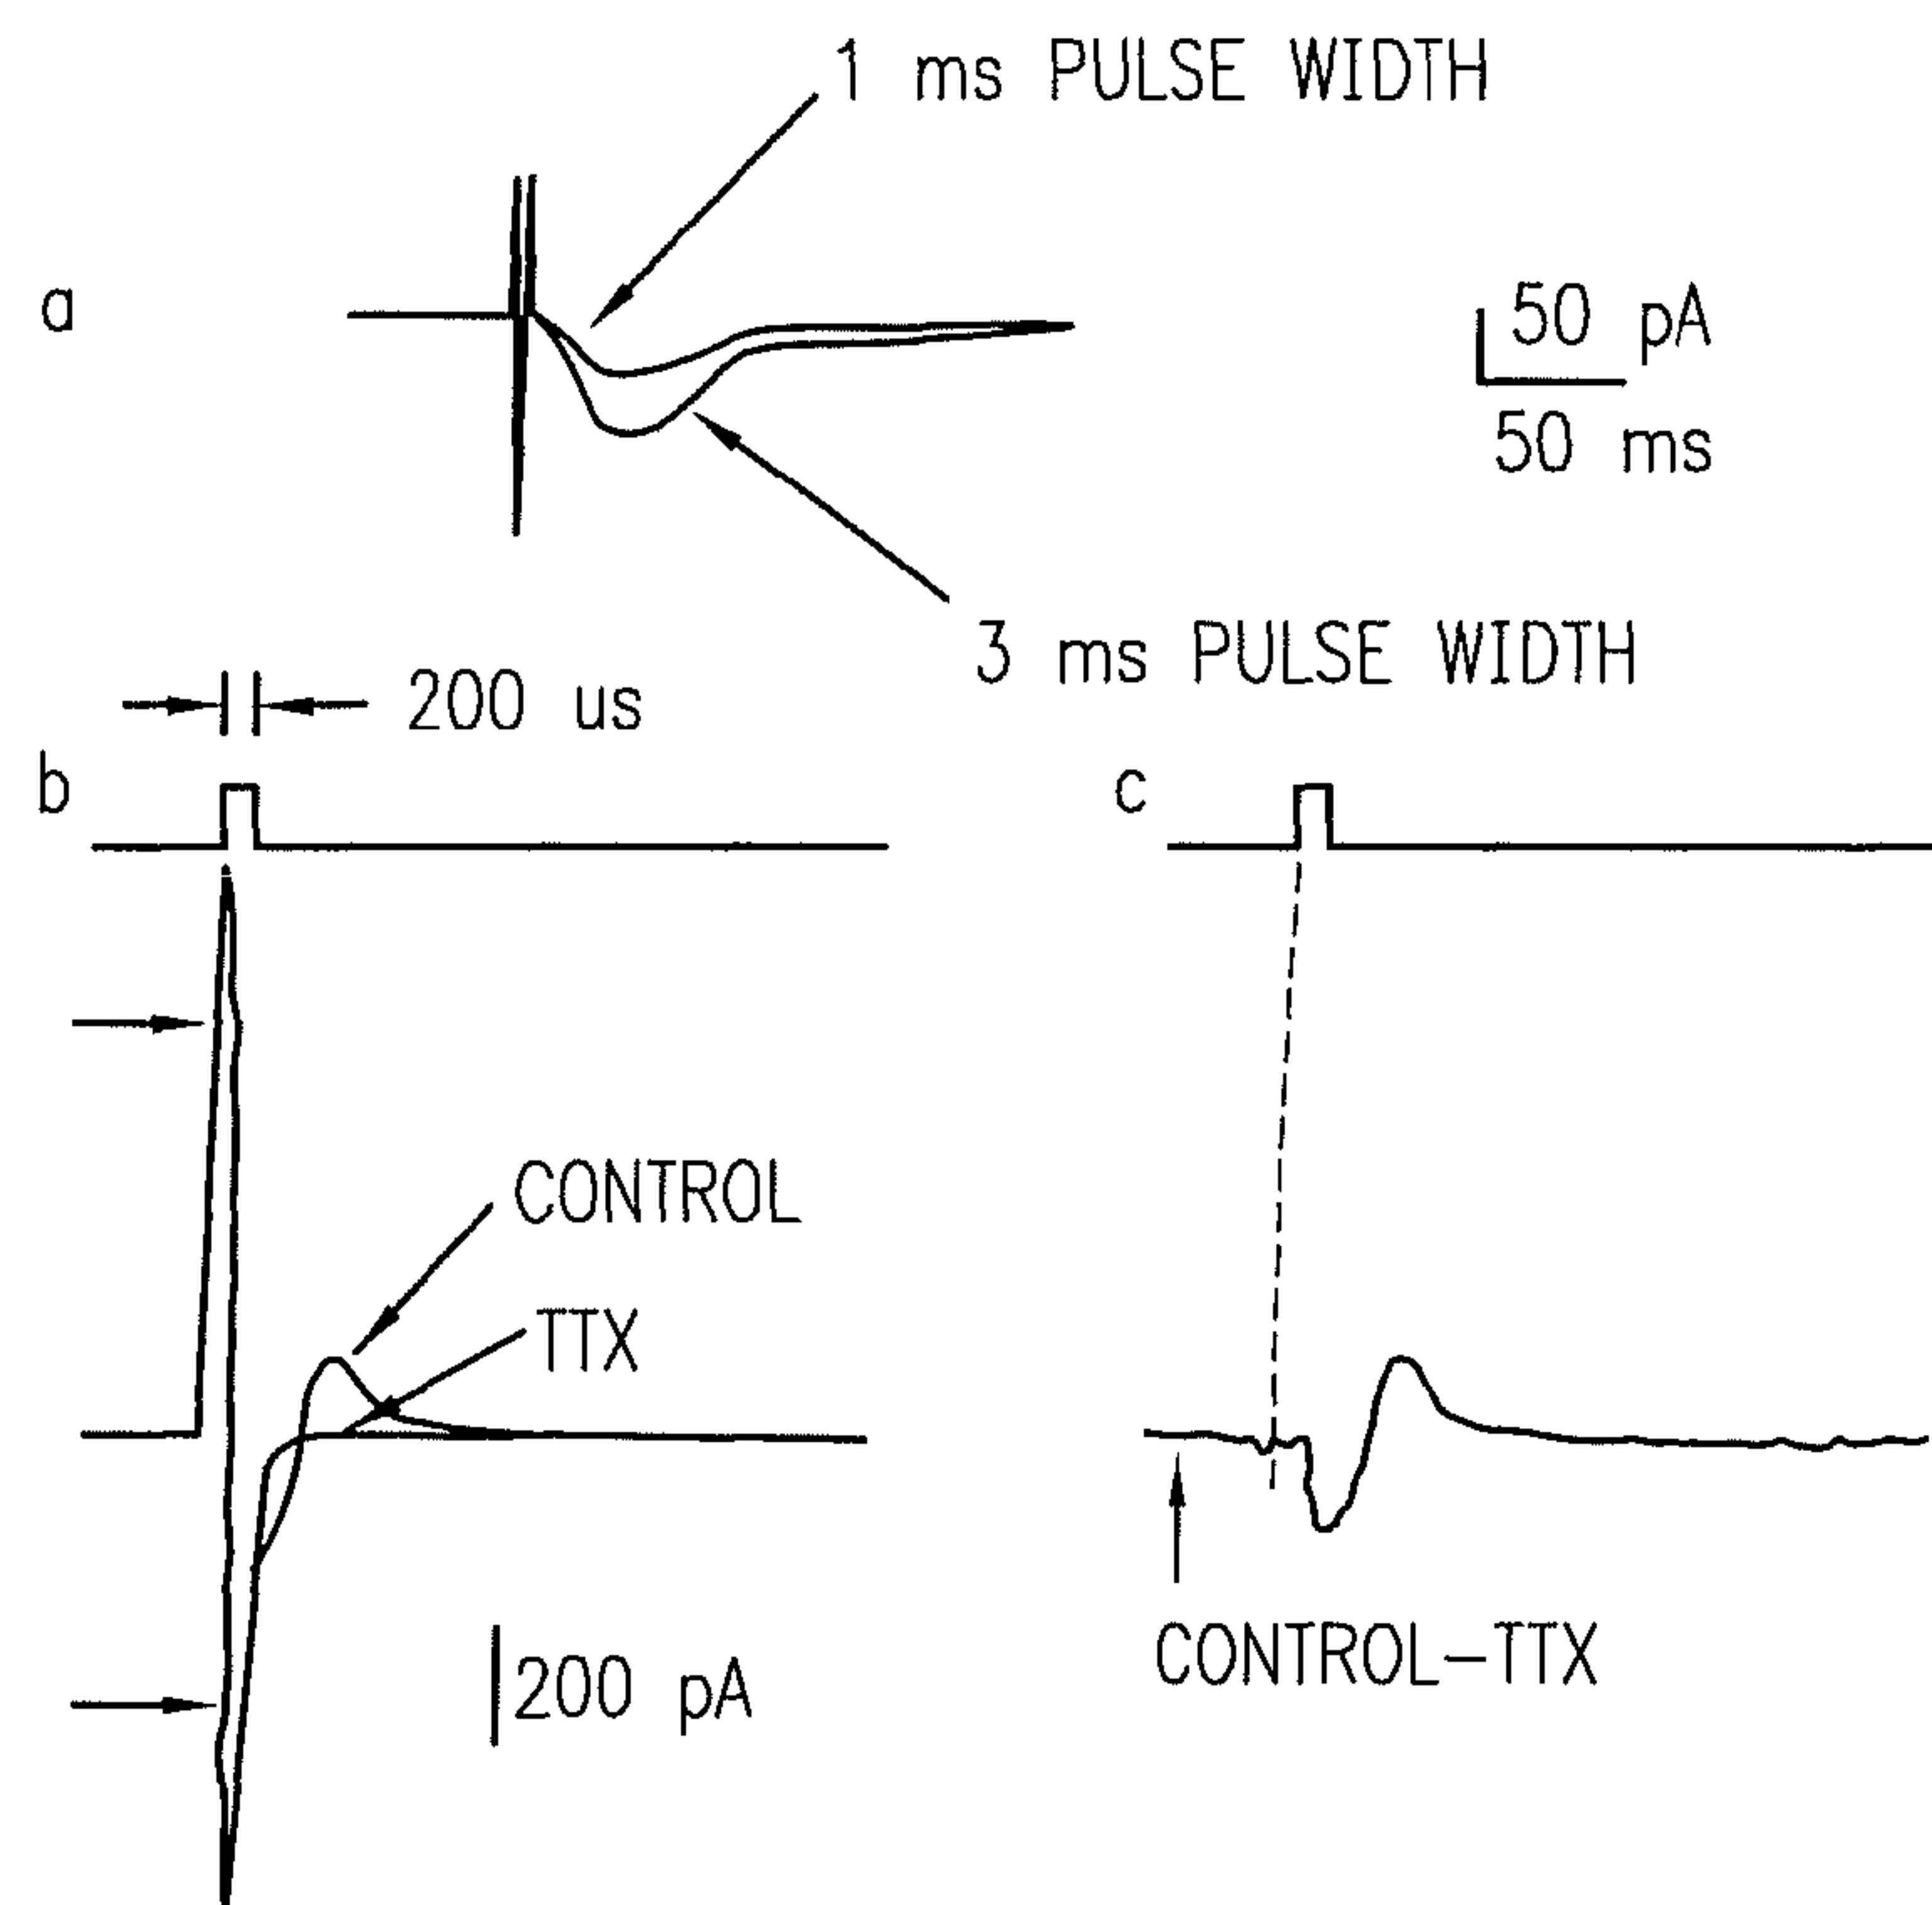 1 ms PULSE WIDTH
a
50 pA
50 ms
3 ms PULSE WIDTH
200 us
b
c
CONTROL
TTX
CONTROL-TTX
200 pA